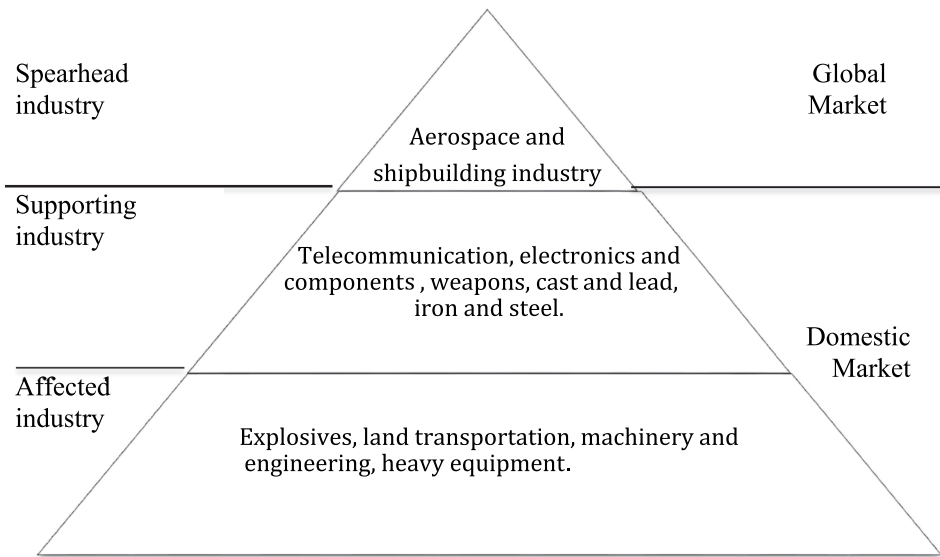 Spearhead
industry
Global
Market
Aerospace and
shipbuilding industry
Supporting
industry
Telecommunication, electronics and
components , weapons, cast and lead,
iron and steel.
Domestic
Market
Affected
industry
Explosives, land transportation, machinery and
engineering, heavy equipment.